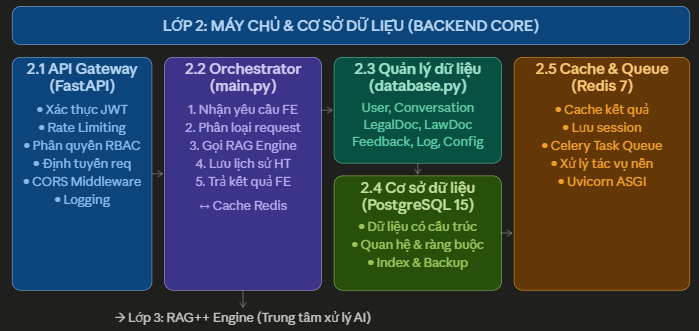 LỚP 2: MÁY CHỦ & CƠ SỞ DỮ LIỆU (BACKEND CORE)
2.1 API Gateway
(FastAPI)
• Xác thực JWT
• Rate Limiting
• Phân quyền RBAC
• Định tuyến req
• CORS Middleware
• Logging
2.2 Orchestrator
(main.py)
1. Nhận yêu cầu FE
2. Phân loại request
3. Gọi RAG Engine
4. Lưu lịch sử HT
5. Trả kết quả FE
↔ Cache Redis
2.3 Quản lý dữ liệu
(database.py)
User, Conversation
LegalDoc, LawDoc
Feedback, Log, Config
2.4 Cơ sở dữ liệu
(PostgreSQL 15)
• Dữ liệu có cấu trúc
• Quan hệ & ràng buộc
• Index & Backup
2.5 Cache & Queue
(Redis 7)
• Cache kết quả
• Lưu session
• Celery Task Queue
• Xử lý tác vụ nền
• Uvicorn ASGI
→ Lớp 3: RAG++ Engine (Trung tâm xử lý AI)